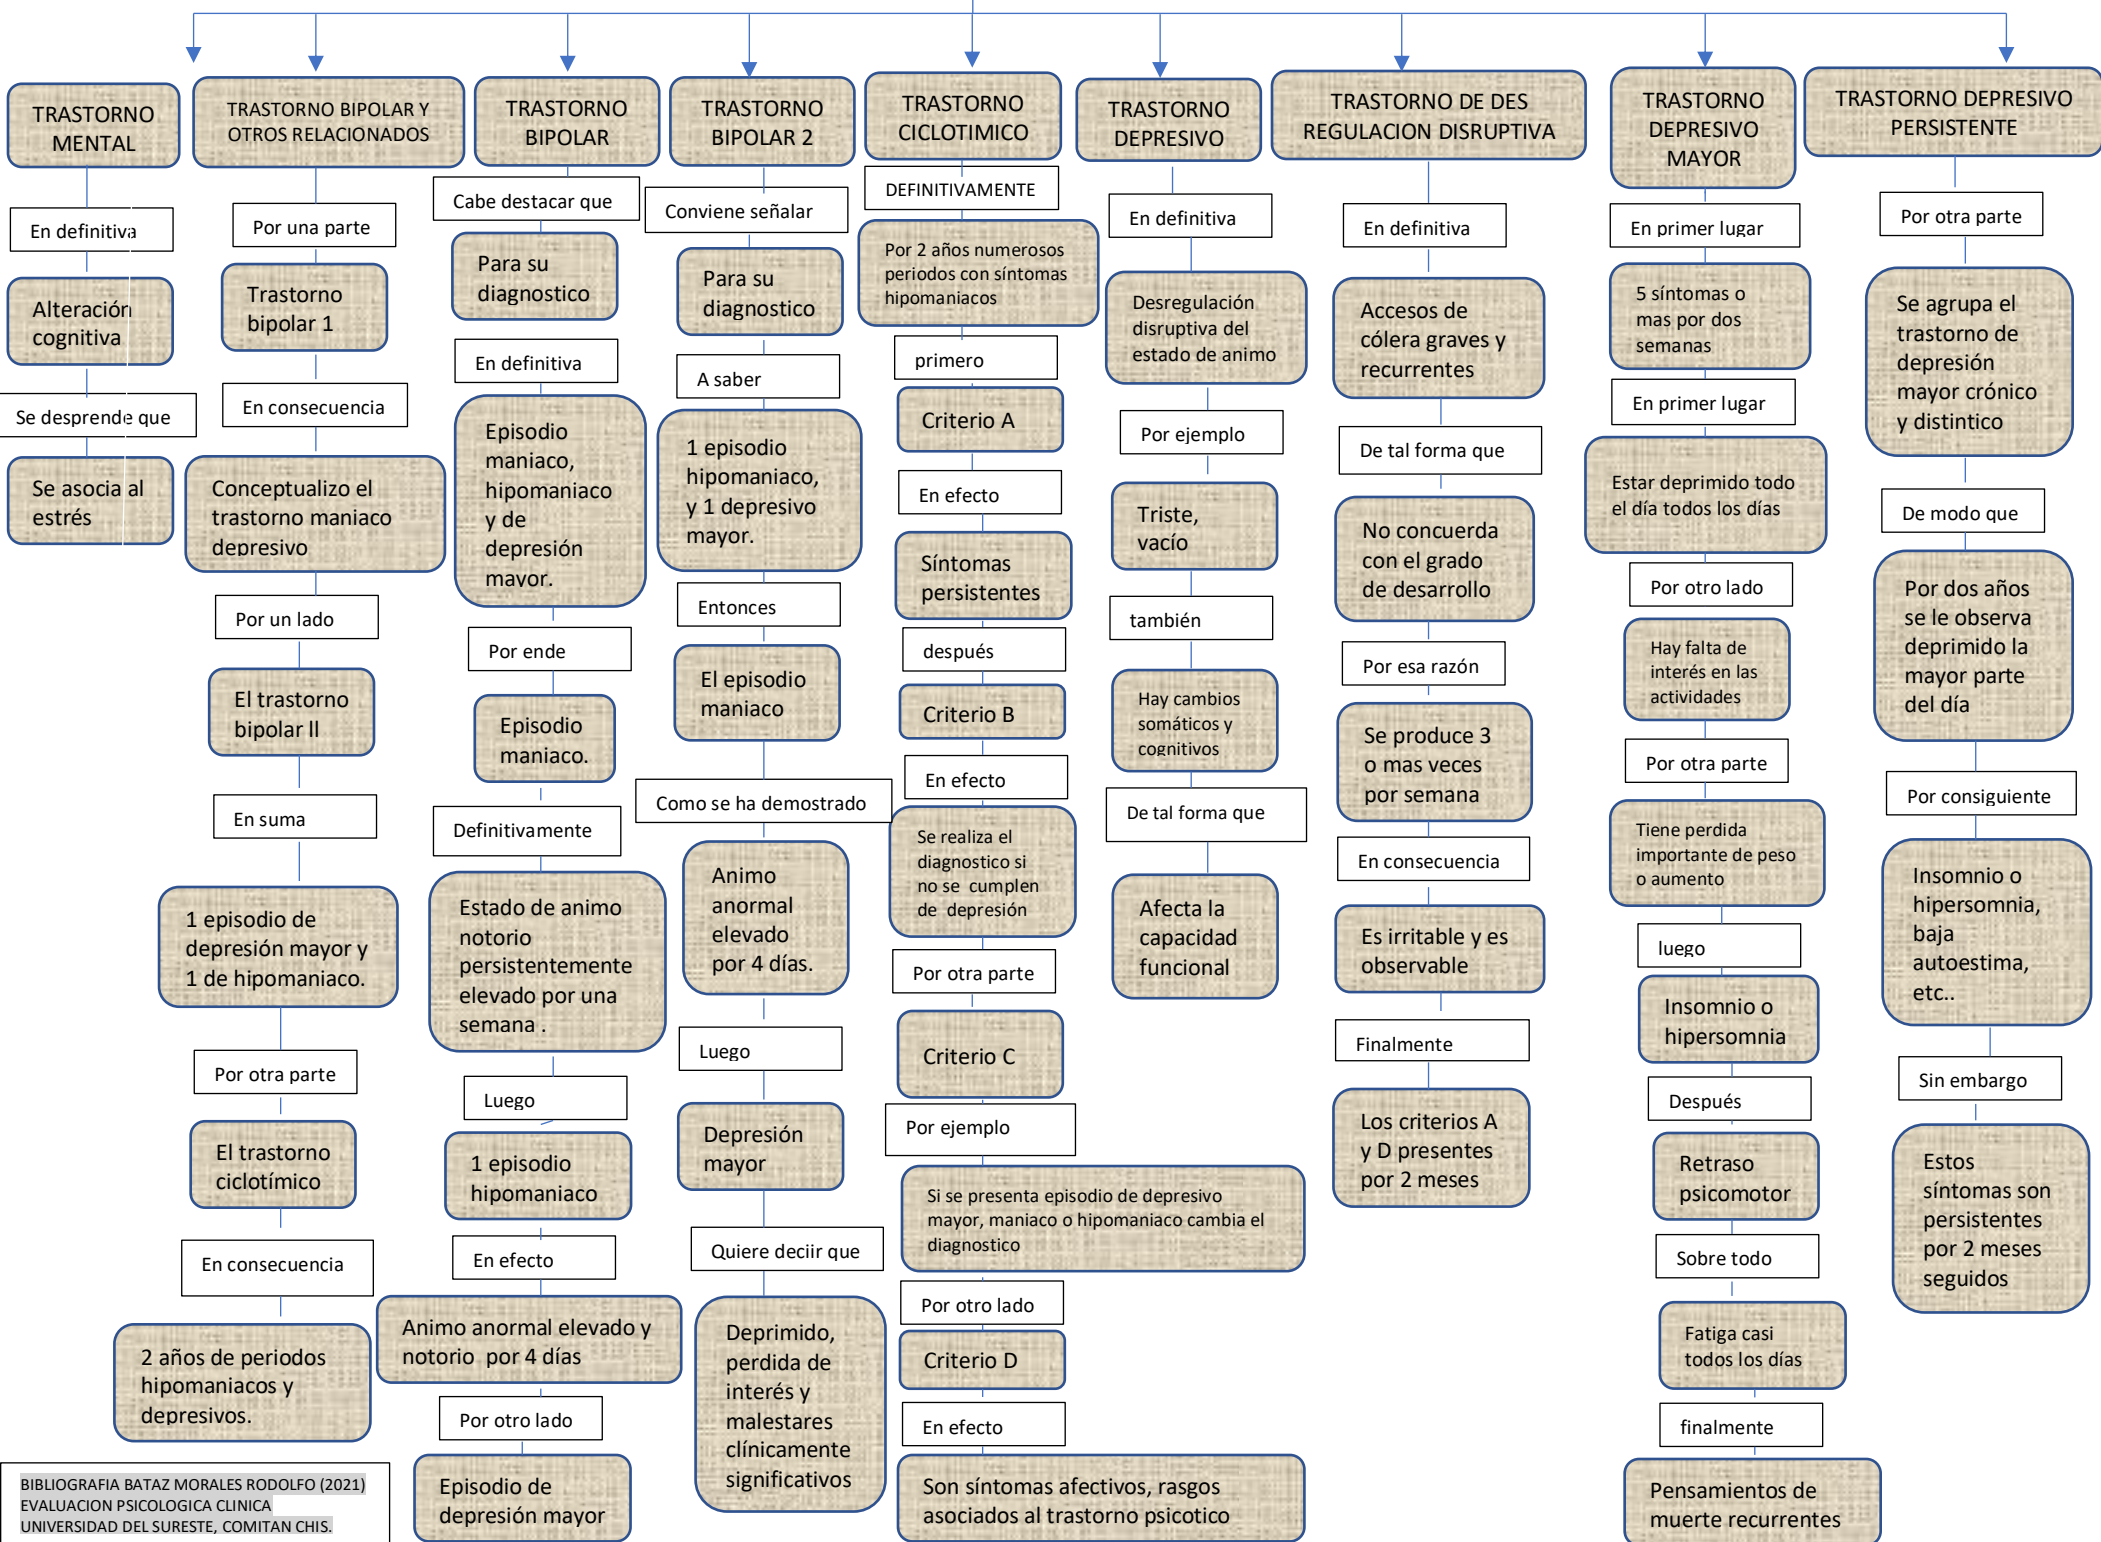 TRASTORNO
MENTAL
En definitiva
Alteración
cognitiva
Se desprende que
Se asocia al
estrés
TRASTORNO BIPOLAR Y
OTROS RELACIONADOS
Por una parte
Trastorno
bipolar 1
En consecuencia
Conceptualizo el
trastorno maniaco
depresivo
Por un lado
El trastorno
bipolar ll
En suma
1 episodio de
depresión mayor y
1 de hipomaniaco.
Por otra parte
El trastorno
ciclotímico
En consecuencia
2 años de periodos
hipomaniacos y
depresivos.
TRASTORNO
BIPOLAR
Cabe destacar que
Para su
diagnostico
En definitiva
Episodio
maniaco,
hipomaniaco
y de
depresión
mayor.
Por ende
Episodio
maniaco.
Definitivamente
Estado de animo
notorio
persistentemente
elevado por una
semana .
Luego
1 episodio
hipomaniaco
En efecto
Animo anormal elevado y
notorio por 4 días
Por otro lado
Episodio de
depresión mayor
TRASTORNO
BIPOLAR 2
Conviene señalar
Para su
diagnostico
A saber
1 episodio
hipomaniaco,
y 1 depresivo
mayor.
Entonces
El episodio
maniaco
Como se ha demostrado
Animo
anormal
elevado
por 4 días.
Luego
Depresión
mayor
Quiere deciir que
Deprimido,
perdida de
interés y
malestares
clínicamente
significativos
TRASTORNO
CICLOTIMICO
DEFINITIVAMENTE
Por 2 años numerosos
periodos con síntomas
hipomaniacos
primero
Criterio A
En efecto
Síntomas
persistentes
después
Criterio B
En efecto
Se realiza el
diagnostico si
no se cumplen
de depresión
Por otra parte
Criterio C
Por ejemplo
Si se presenta episodio de depresivo
mayor, maniaco o hipomaniaco cambia el
diagnostico
Por otro lado
Criterio D
En efecto
Son síntomas afectivos, rasgos
asociados al trastorno psicotico
TRASTORNO
DEPRESIVO
En definitiva
Desregulación
disruptiva del
estado de animo
Por ejemplo
Triste,
vacío
también
Hay cambios
somáticos y
cognitivos
De tal forma que
Afecta la
capacidad
funcional
TRASTORNO DE DES
REGULACION DISRUPTIVA
En definitiva
Accesos de
cólera graves y
recurrentes
De tal forma que
No concuerda
con el grado
de desarrollo
Por esa razón
Se produce 3
o mas veces
por semana
En consecuencia
Es irritable y es
observable
Finalmente
Los criterios A
y D presentes
por 2 meses
TRASTORNO
DEPRESIVO
MAYOR
En primer lugar
5 síntomas o
mas por dos
semanas
En primer lugar
Estar deprimido todo
el día todos los días
Por otro lado
Hay falta de
interés en las
actividades
Por otra parte
Tiene perdida
importante de peso
o aumento
luego
Insomnio o
hipersomnia
Después
Retraso
psicomotor
Sobre todo
Fatiga casi
todos los días
finalmente
Pensamientos de
muerte recurrentes
TRASTORNO DEPRESIVO
PERSISTENTE
Por otra parte
Se agrupa el
trastorno de
depresión
mayor crónico
y distintico
De modo que
Por dos años
se le observa
deprimido la
mayor parte
del día
Por consiguiente
Insomnio o
hipersomnia,
baja
autoestima,
etc..
Sin embargo
Estos
síntomas son
persistentes
por 2 meses
seguidos
BIBLIOGRAFIA BATAZ MORALES RODOLFO (2021)
EVALUACION PSICOLOGICA CLINICA
UNIVERSIDAD DEL SURESTE, COMITAN CHIS.